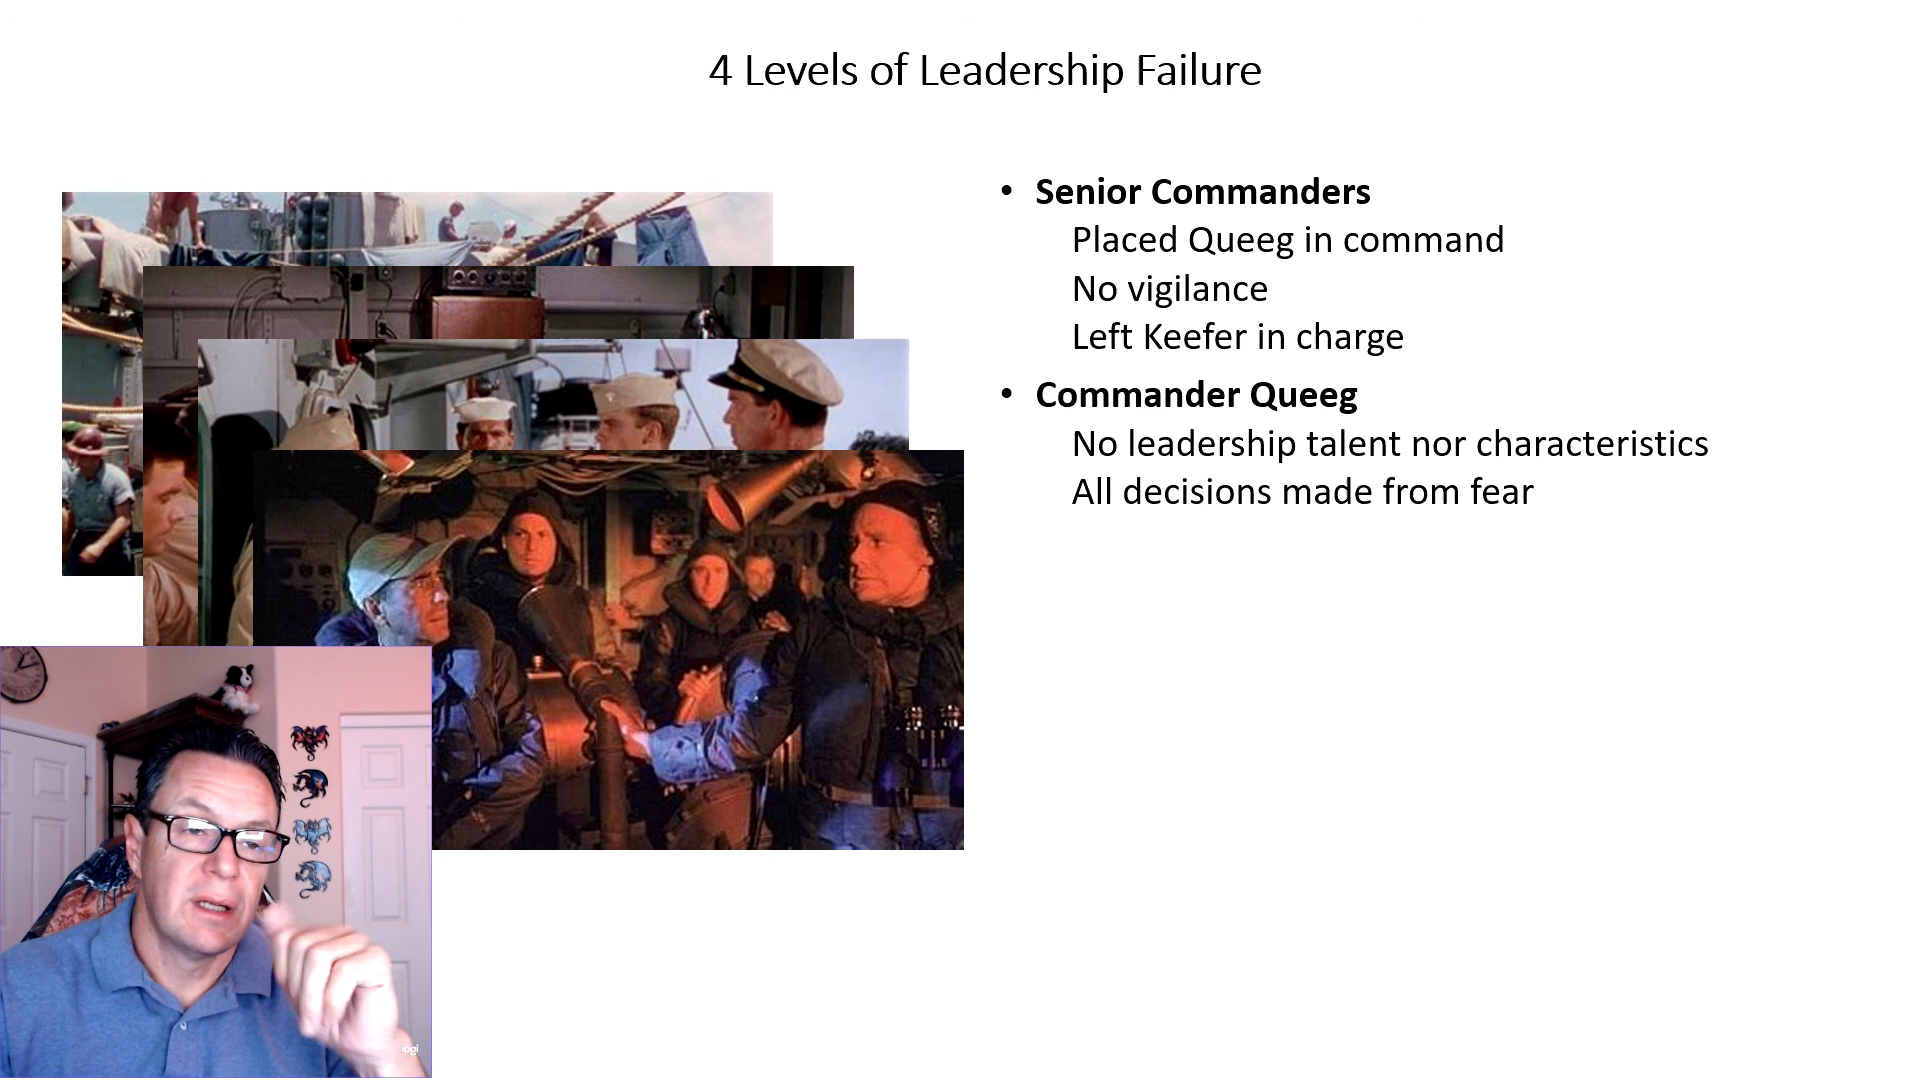 4 Levels of Leadership Failure
• Senior Commanders
Placed Queeg in command
No vigilance
Left Keefer in charge
• Commander Queeg
No leadership talent nor characteristics
All decisions made from fear
logi